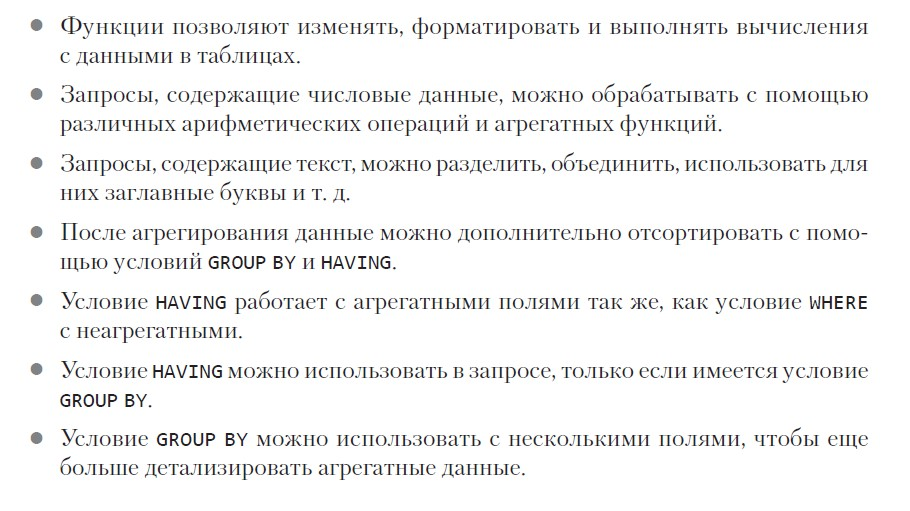 ● Функции позволяют изменять, форматировать и выполнять вычисления
с данными в таблицах.
● Запросы, содержащие числовые данные, можно обрабатывать с помощью
различных арифметических операций и агрегатных функций.
● Запросы, содержащие текст, можно разделить, объединить, использовать для
них заглавные буквы и т. д.
● После агрегирования данные можно дополнительно отсортировать с помо-
щью условий GROUP BY и HAVING.
● Условие HAVING работает с агрегатными полями так же, как условие WHERE
с неагрегатными.
● Условие HAVING можно использовать в запросе, только если имеется условие
GROUP BY.
● Условие GROUP BY можно использовать с несколькими полями, чтобы еще
больше детализировать агрегатные данные.